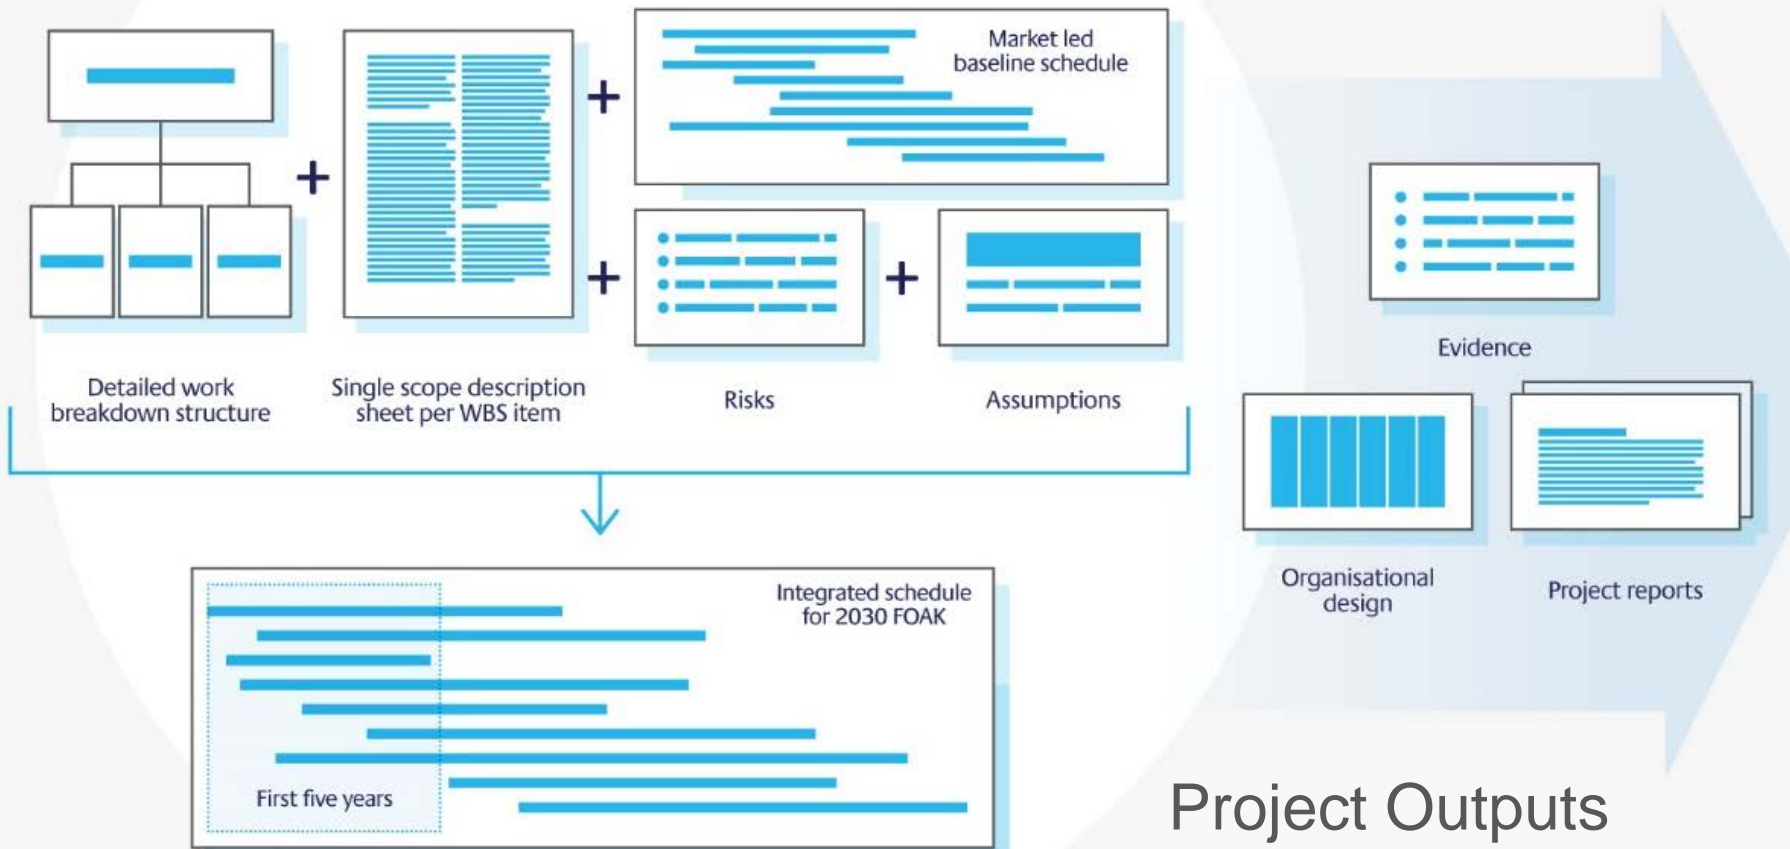 Market led
baseline schedule
Detailed work
breakdown structure
Single scope description
sheet per WBS item
Risks
Assumptions
Integrated schedule
for 2030 FOAK
First five years
Evidence
Organisational
design
Project reports
Project Outputs